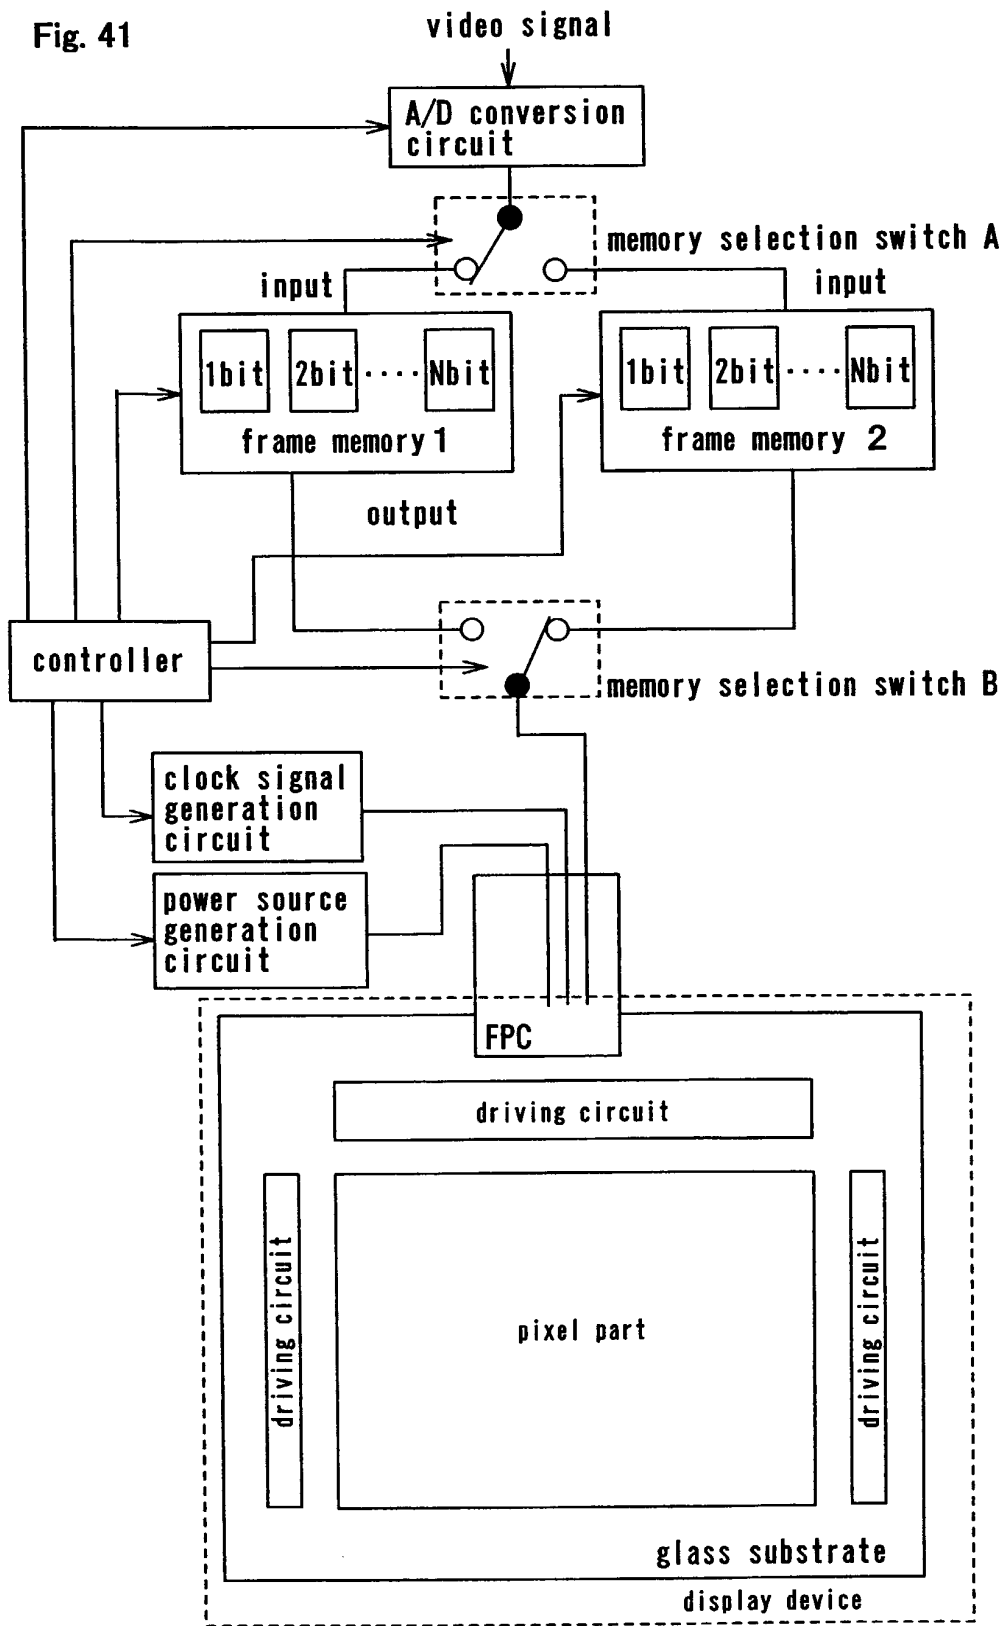 Fig. 41
video signal
A/D conversion
circuit
memory selection switch A
input
input
1bit 2bit ···· Nbit
frame memory 1
1bit 2bit ···· Nbit
frame memory 2
output
controller
memory selection switch B
clock signal
generation
circuit
power source
generation
circuit
FPC
driving circuit
driving circuit
pixel part
driving circuit
glass substrate
display device